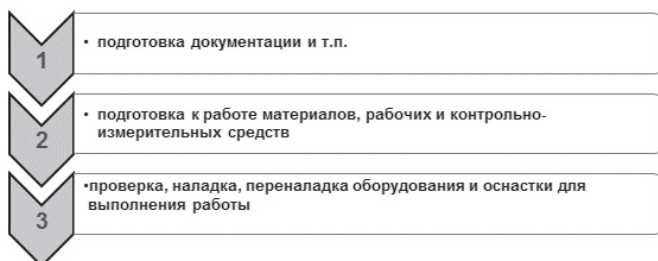 1
• подготовка документации и т.п.
2
• подготовка к работе материалов, рабочих и контрольно-
измерительных средств
3
•проверка, наладка, переналадка оборудования и оснастки для
выполнения работы